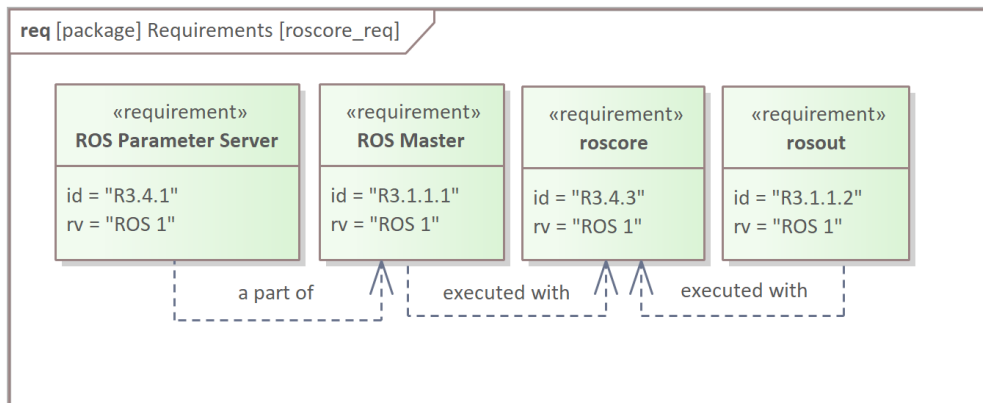 req [package] Requirements [roscore_req]
«requirement»
ROS Parameter Server
id = "R3.4.1"
rv = "ROS 1"
«requirement»
ROS Master
id = "R3.1.1.1"
rv = "ROS 1"
«requirement»
roscore
id = "R3.4.3"
rv = "ROS 1"
«requirement»
rosout
id = "R3.1.1.2"
rv = "ROS 1"
a part of
executed with
executed with